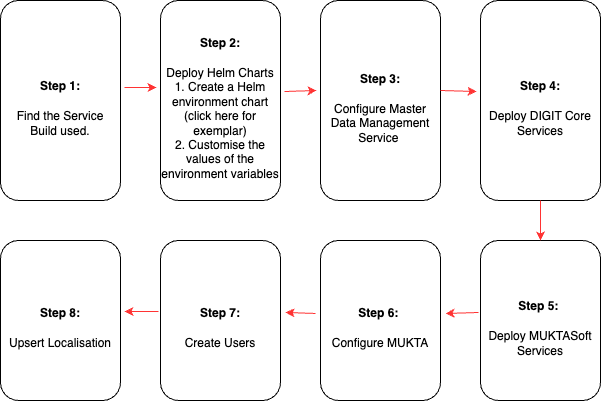 Step 1:
Find the Service
Build used.
Step 2:
Deploy Helm Charts
1. Create a Helm
environment chart
(click here for
exemplar)
2. Customise the
values of the
environment variables
Step 3:
Configure Master
Data Management
Service
Step 4:
Deploy DIGIT Core
Services
Step 5:
Deploy MUKTASoft
Services
Step 6:
Configure MUKTA
Step 7:
Create Users
Step 8:
Upsert Localisation